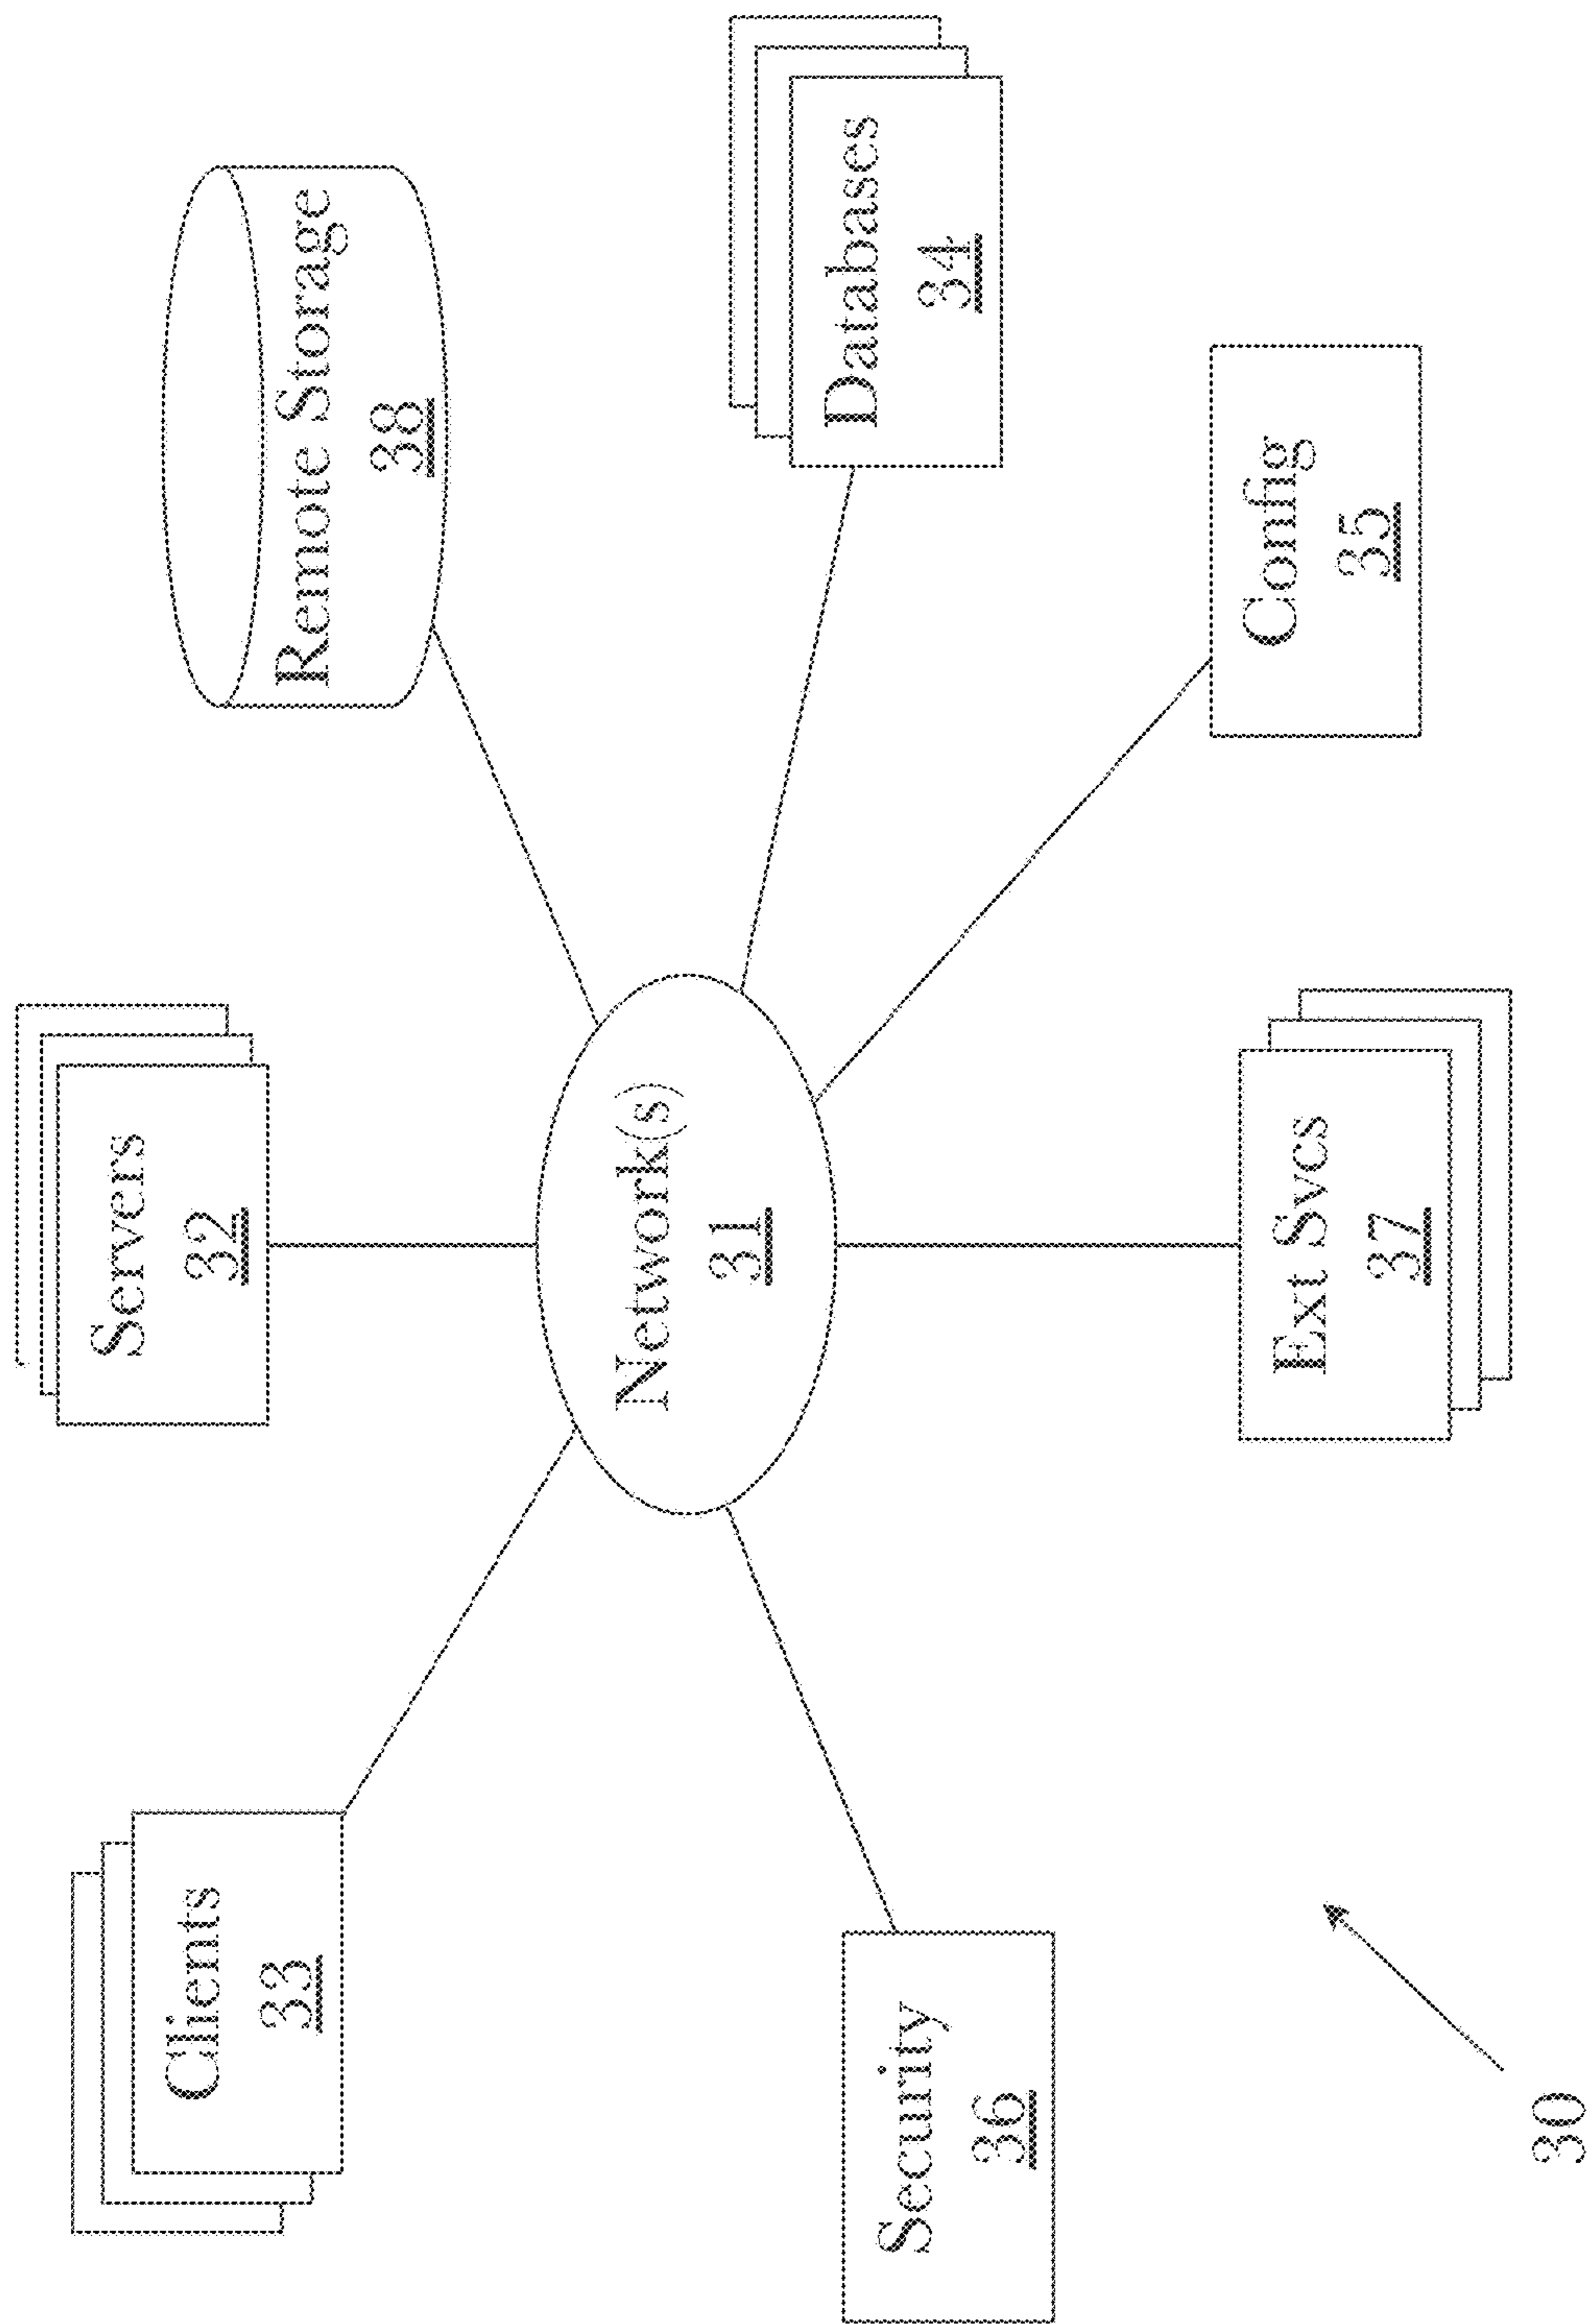 Servers
32
Clients
33
Remote Storage
38
Network(s)
31
Databases
34
Security
36
Ext Svcs
37
Config
35
30